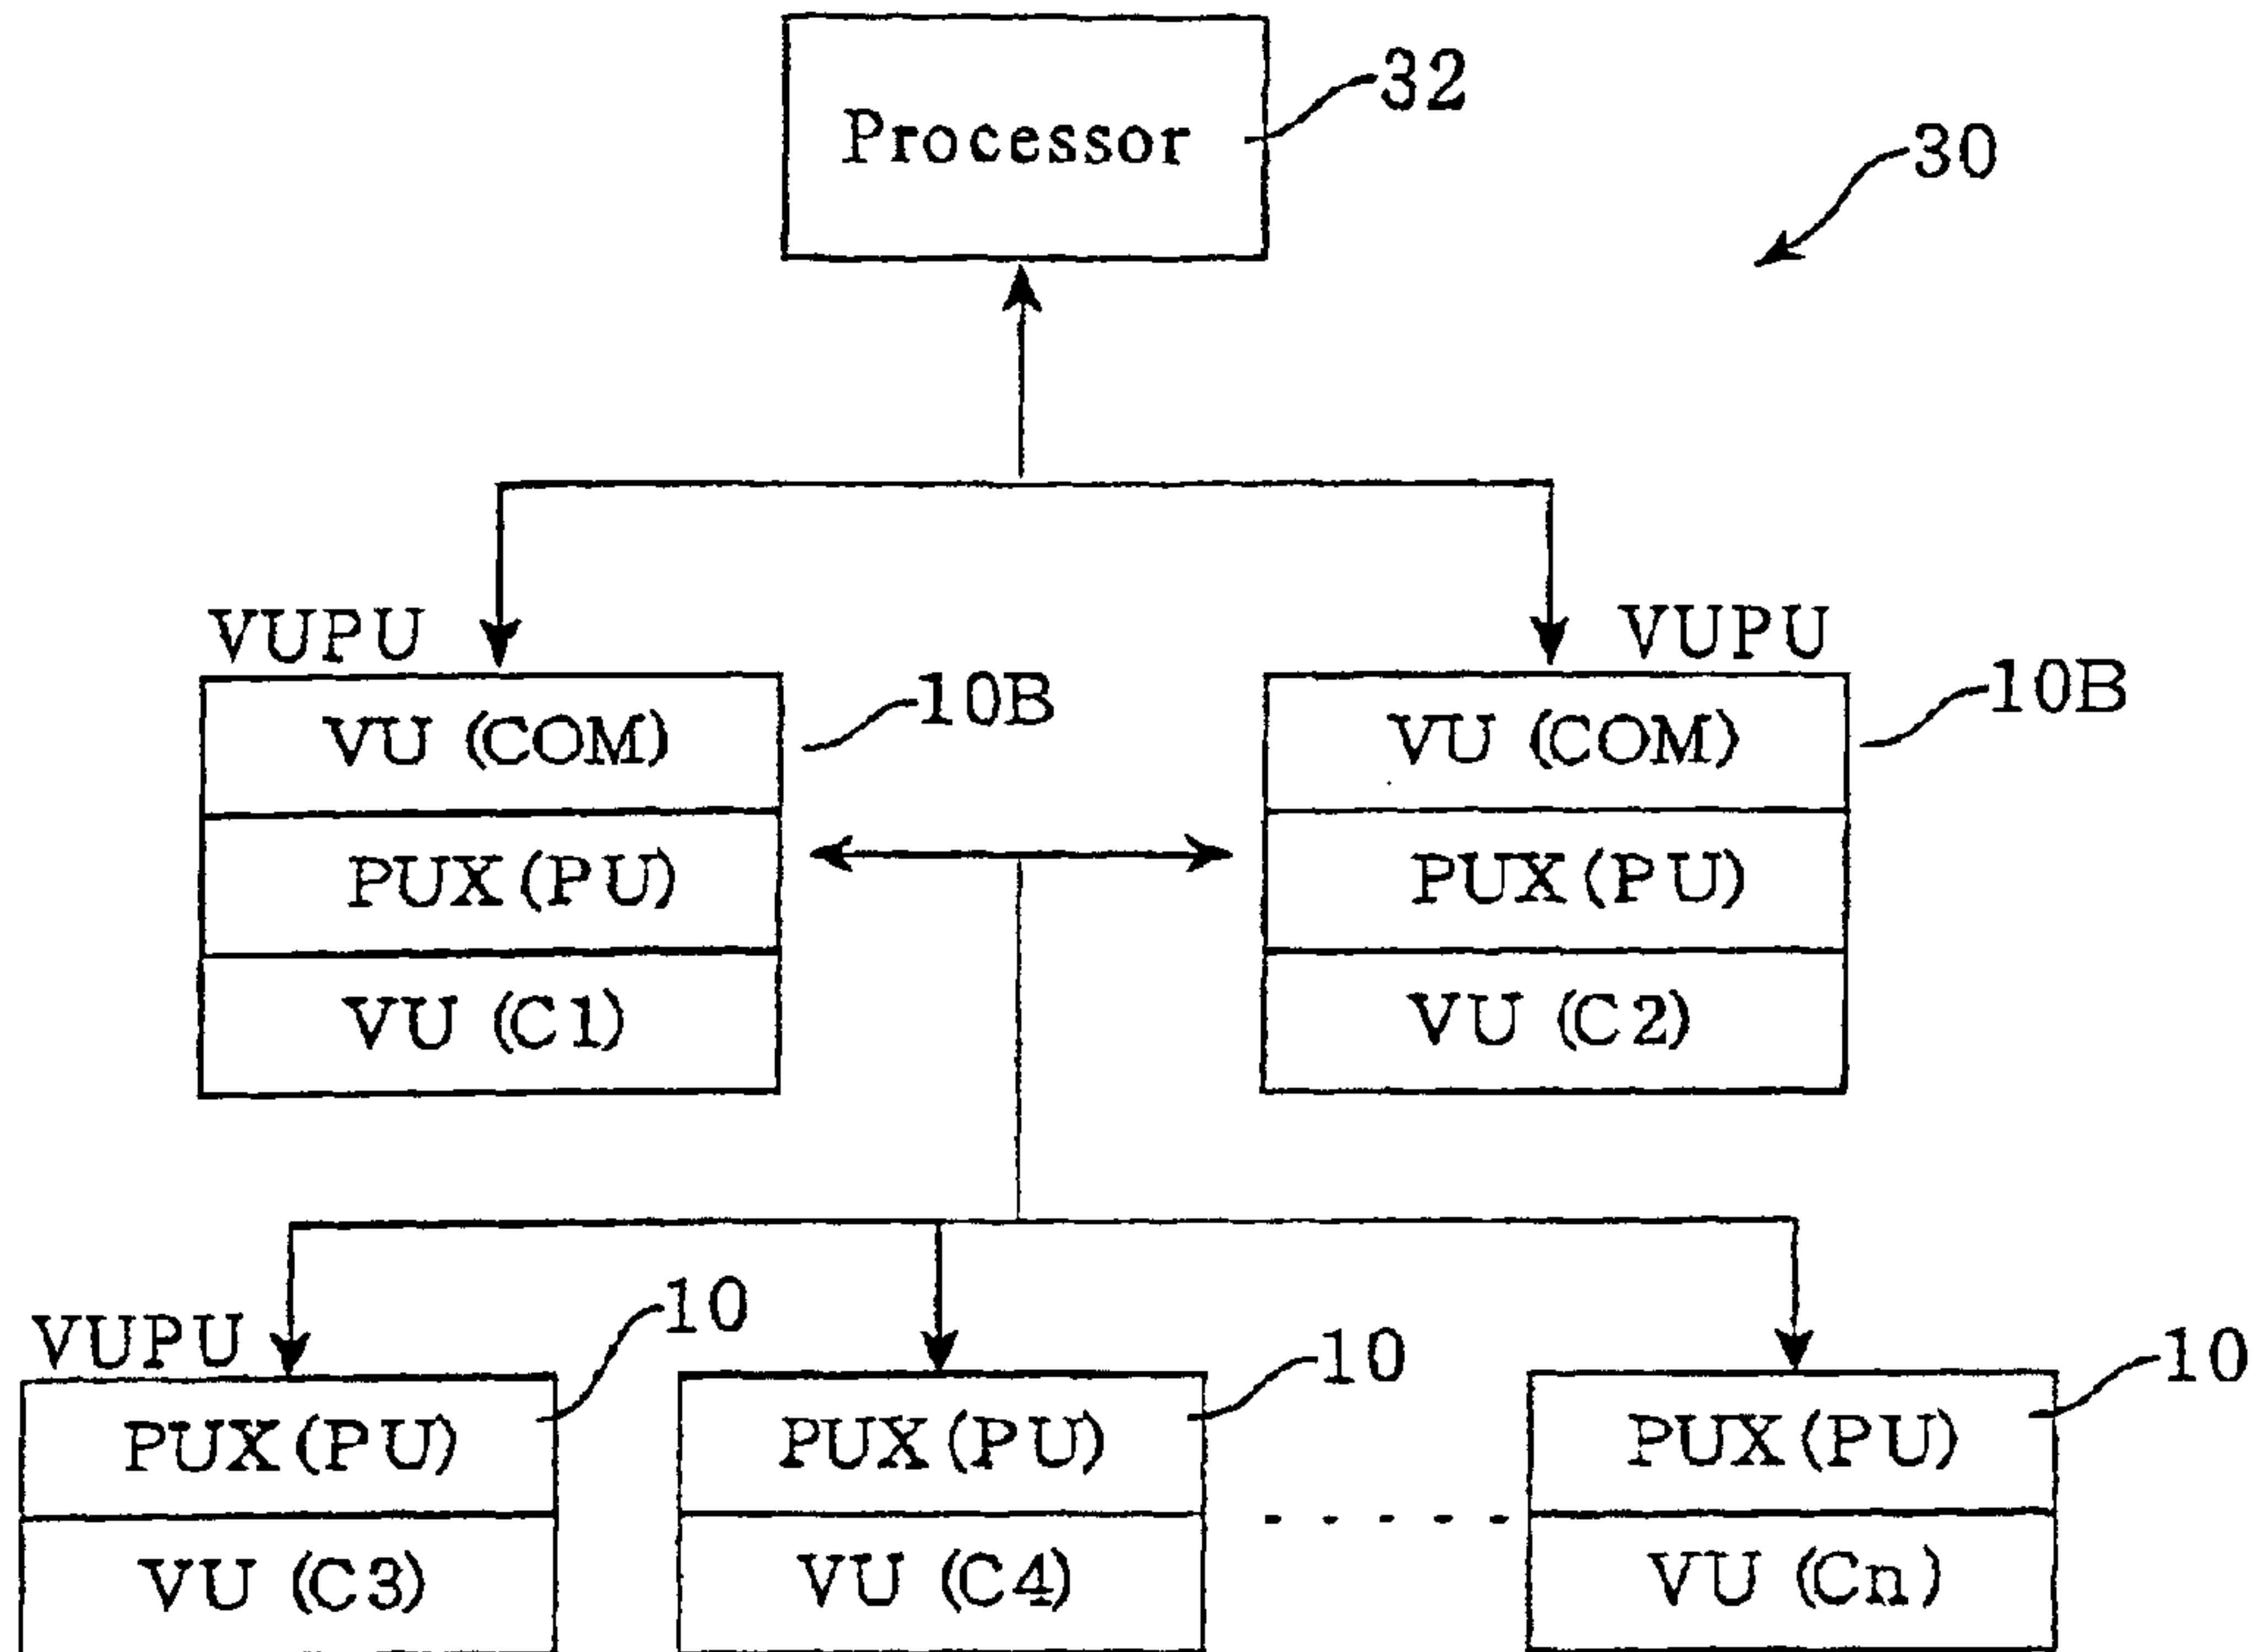 Processor
32
30
VUPU
VUPU
10B
10B
VU (COM)
VU (COM)
PUX (PU)
PUX (PU)
VU (C1)
VU (C2)
VUPU
10
10
10
PUX (PU)
PUX (PU)
PUX (PU)
VU (C3)
VU (C4)
VU (Cn)